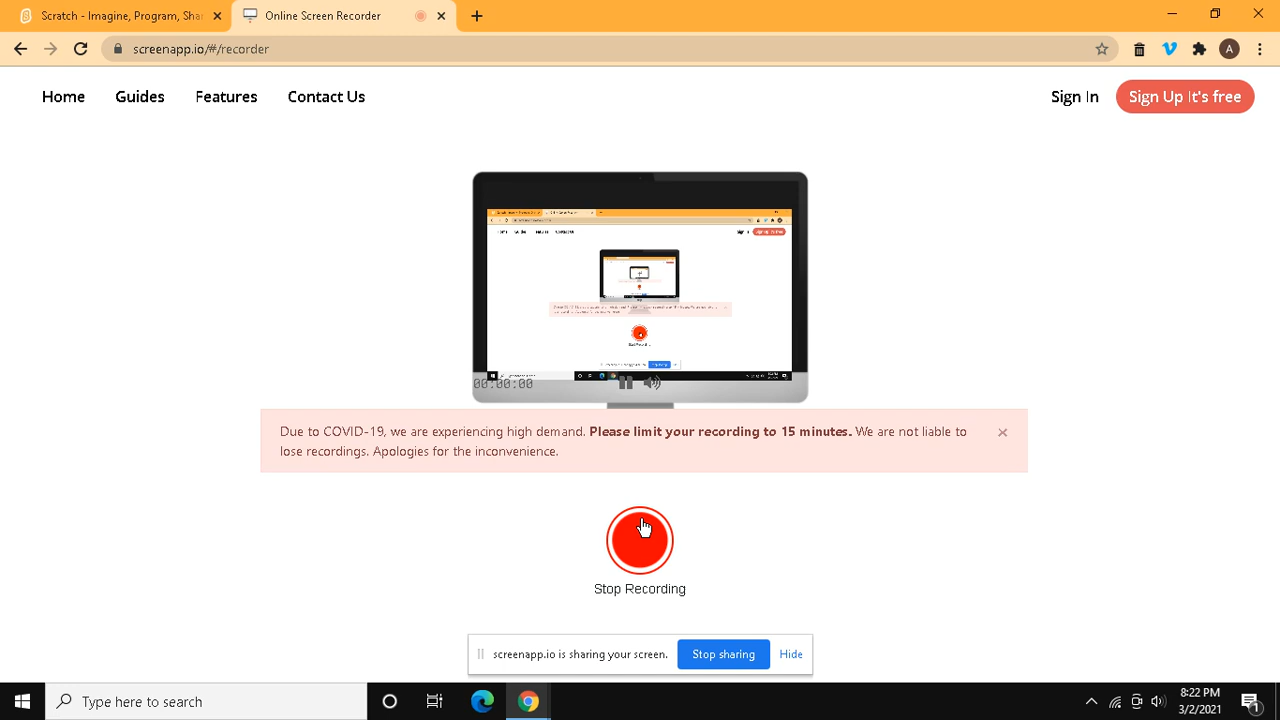 Scratch - Imagine, Program, Shar
Online Screen Recorder
screenapp.io/#/recorder
A
Home Guides Features Contact Us Sign In Sign Up It's free
00:00:00
Due to COVID-19, we are experiencing high demand. Please limit your recording to 15 minutes. We are not liable to
lose recordings. Apologies for the inconvenience.
Stop Recording
screenapp.io is sharing your screen. Stop sharing Hide
Type here to search
8:22 PM
3/2/2021
1